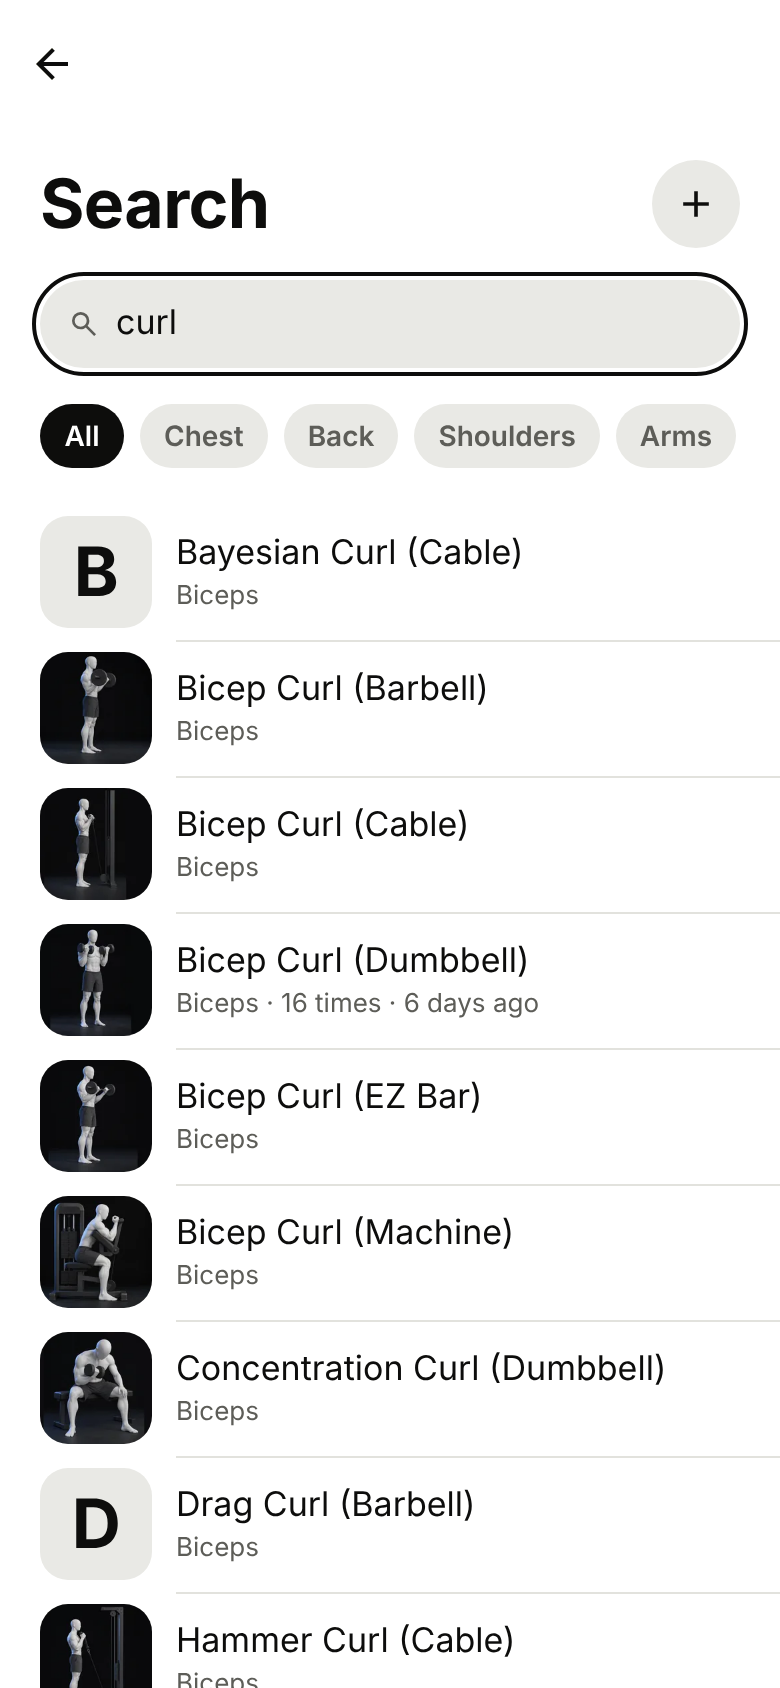 Search
curl
All Chest Back Shoulders Arms
B
Bayesian Curl (Cable)
Biceps
Bicep Curl (Barbell)
Biceps
Bicep Curl (Cable)
Biceps
Bicep Curl (Dumbbell)
Biceps · 16 times · 6 days ago
Bicep Curl (EZ Bar)
Biceps
Bicep Curl (Machine)
Biceps
Concentration Curl (Dumbbell)
Biceps
D
Drag Curl (Barbell)
Biceps
Hammer Curl (Cable)
Biceps